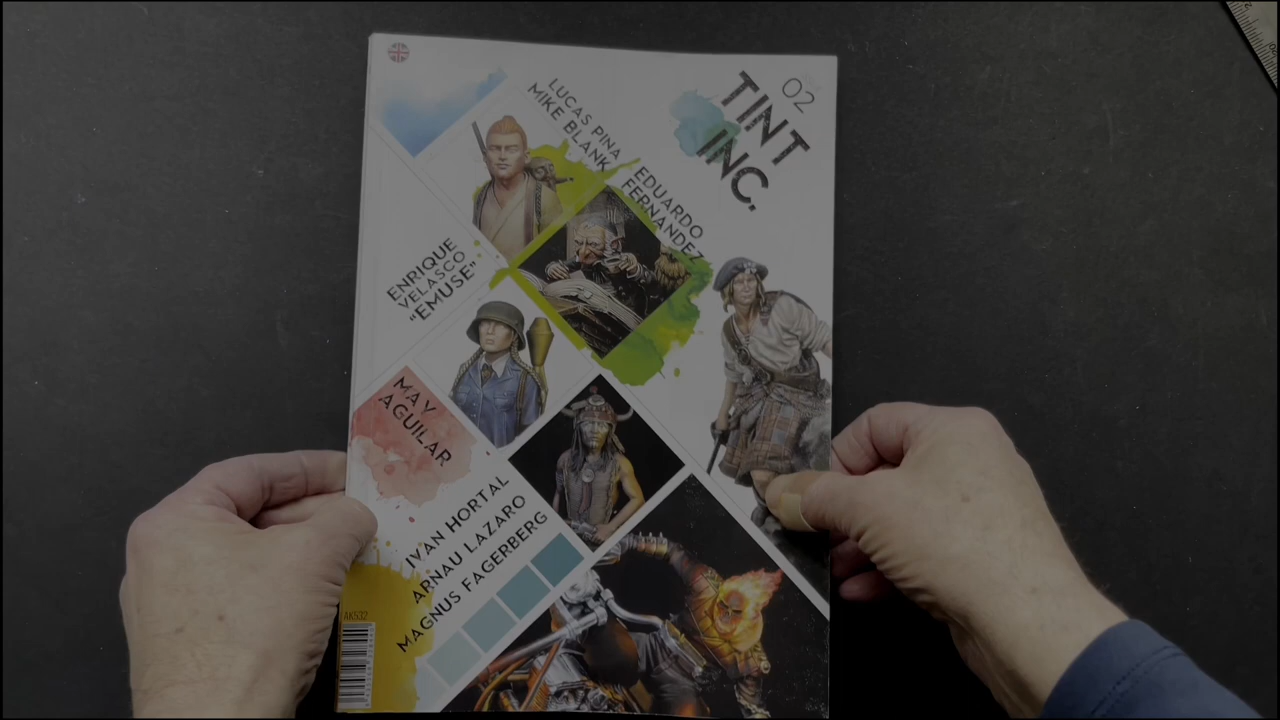 02
TINT
INC.
LUCAS PINA
MIKE BLANK
EDUARDO
FERNANDEZ
ENRIQUE
VELASCO
"EMUSE"
MAY
AGUILAR
IVAN HORTAL
ARNAU LAZARO
MAGNUS FAGERBERG
AK532